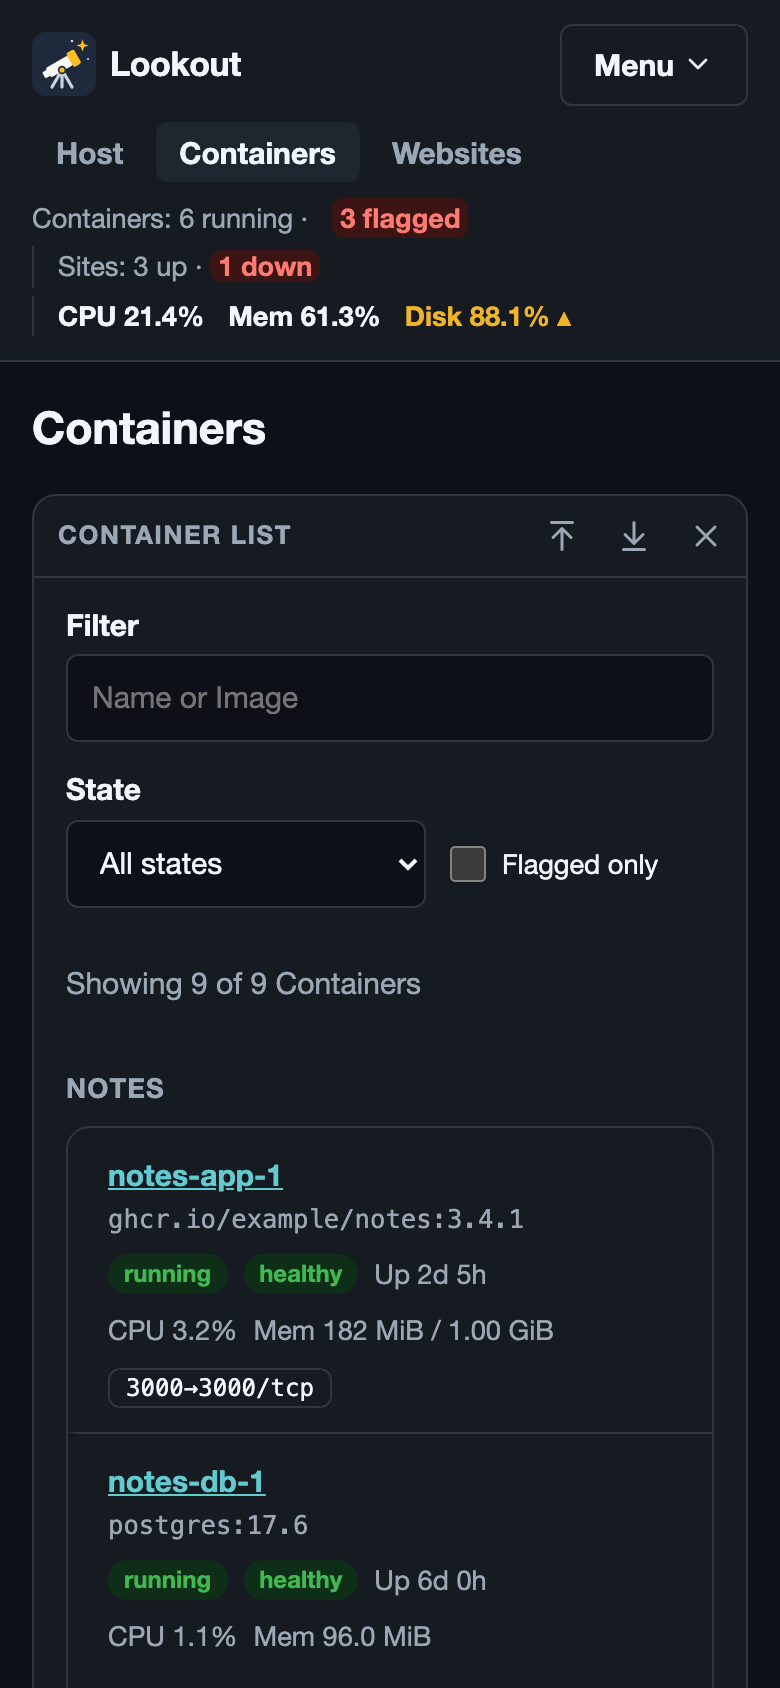 Lookout
Menu
Host Containers Websites
Containers: 6 running · 3 flagged
Sites: 3 up · 1 down
CPU 21.4% Mem 61.3% Disk 88.1% ▲
Containers
CONTAINER LIST
Filter
Name or Image
State
All states Flagged only
Showing 9 of 9 Containers
NOTES
notes-app-1
ghcr.io/example/notes:3.4.1
running healthy Up 2d 5h
CPU 3.2% Mem 182 MiB / 1.00 GiB
3000→3000/tcp
notes-db-1
postgres:17.6
running healthy Up 6d 0h
CPU 1.1% Mem 96.0 MiB